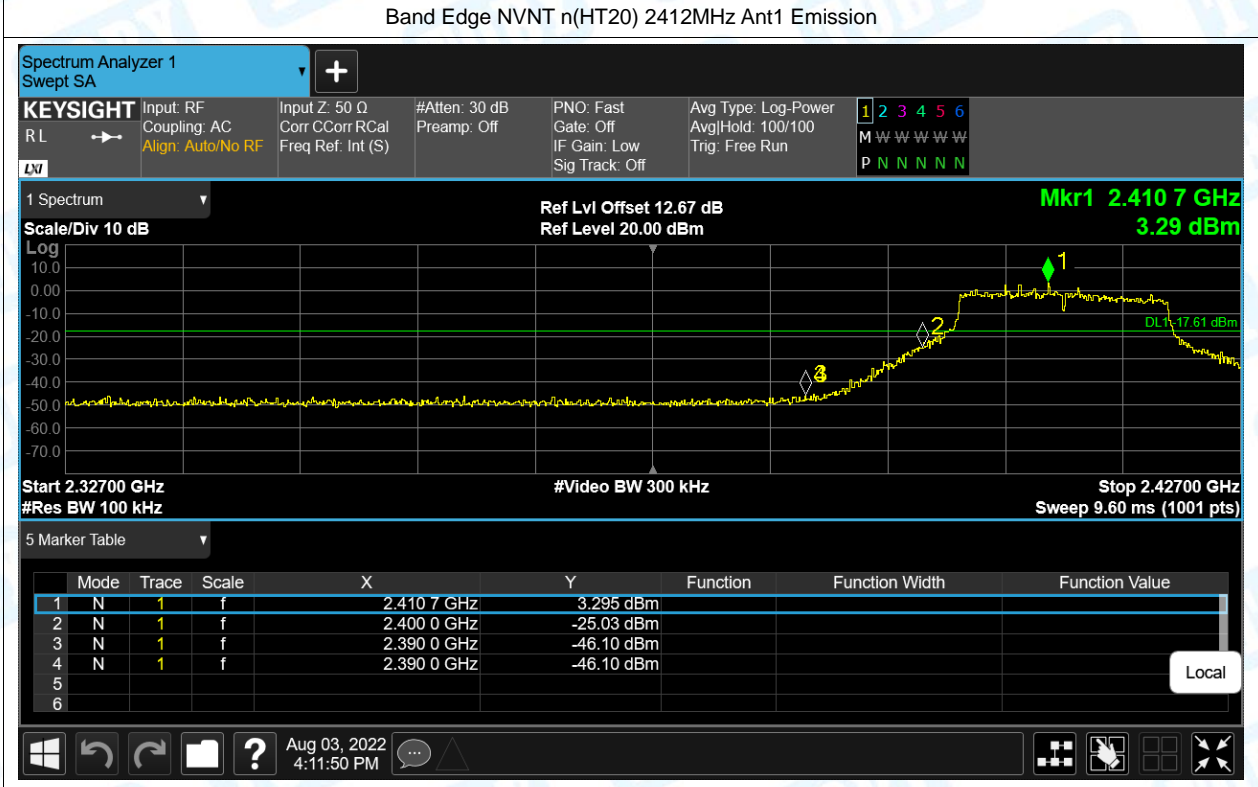 Band Edge NVNT n(HT20) 2412MHz Ant1 Emission
Spectrum Analyzer 1
Swept SA
+
KEYSIGHT
R L
LXI
Input: RF
Coupling: AC
Align: Auto/No RF
Input Z: 50 Ω
Corr CCorr RCal
Freq Ref: Int (S)
#Atten: 30 dB
Preamp: Off
PNO: Fast
Gate: Off
IF Gain: Low
Sig Track: Off
Avg Type: Log-Power
Avg|Hold: 100/100
Trig: Free Run
1 2 3 4 5 6
M W W W W W
P N N N N N
1 Spectrum
Scale/Div 10 dB
Ref Lvl Offset 12.67 dB
Ref Level 20.00 dBm
Mkr1 2.410 7 GHz
3.29 dBm
Log
10.0
0.00
-10.0
-20.0
-30.0
-40.0
-50.0
-60.0
-70.0
1
2
DL1 -17.61 dBm
Start 2.32700 GHz
#Res BW 100 kHz
#Video BW 300 kHz
Stop 2.42700 GHz
Sweep 9.60 ms (1001 pts)
5 Marker Table
Mode Trace Scale X Y Function Function Width Function Value
1 N 1 f 2.410 7 GHz 3.295 dBm
2 N 1 f 2.400 0 GHz -25.03 dBm
3 N 1 f 2.390 0 GHz -46.10 dBm
4 N 1 f 2.390 0 GHz -46.10 dBm
5
6
Local
?
Aug 03, 2022
4:11:50 PM